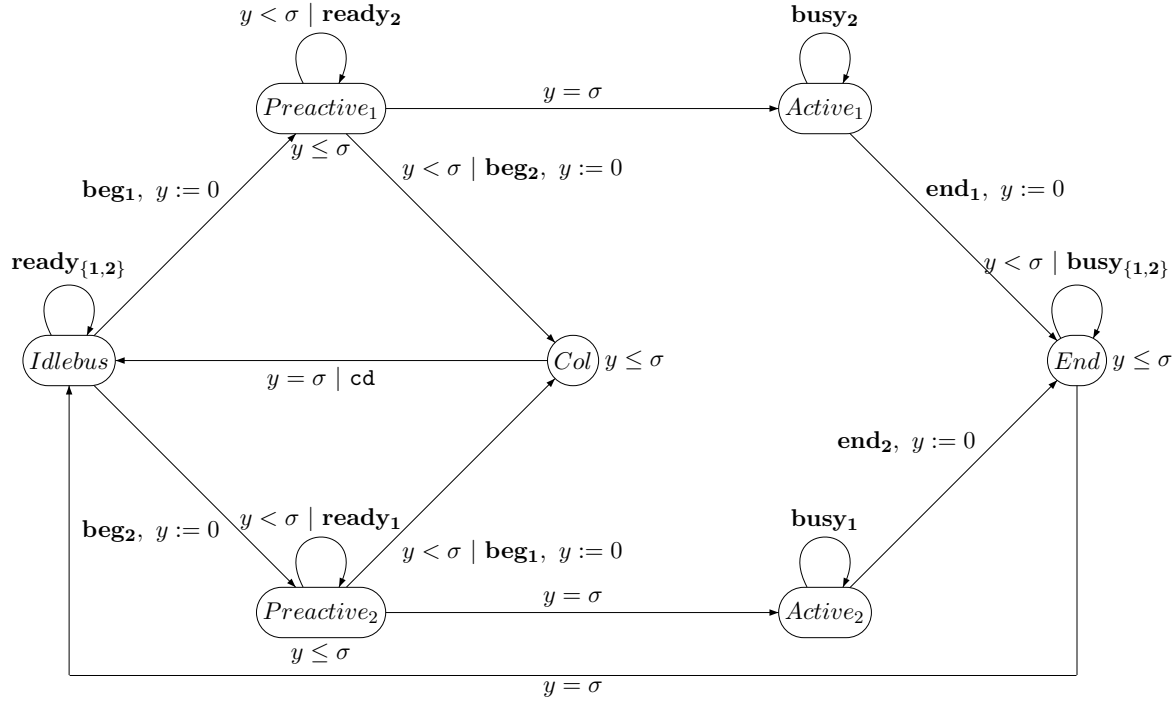 y < σ | ready₂
busy₂
Preactive₁
y = σ
Active₁
y ≤ σ
y < σ | beg₂, y := 0
beg₁, y := 0
end₁, y := 0
ready{₁,₂}
y < σ | busy{₁,₂}
Idlebus
Col
y ≤ σ
End
y ≤ σ
y = σ | cd
end₂, y := 0
beg₂, y := 0
y < σ | ready₁
busy₁
y < σ | beg₁, y := 0
Preactive₂
y = σ
Active₂
y ≤ σ
y = σ